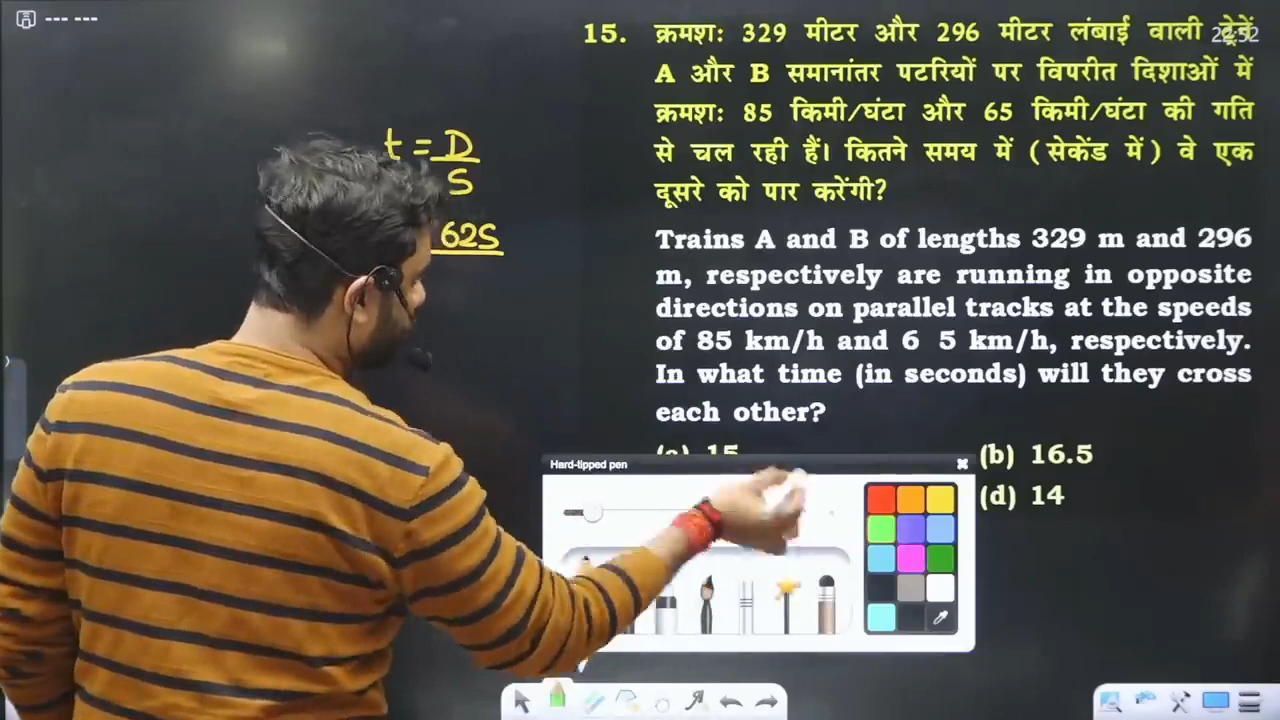 22:52
15. क्रमशः 329 मीटर और 296 मीटर लंबाई वाली ट्रेनें
A और B समानांतर पटरियों पर विपरीत दिशाओं में
क्रमशः 85 किमी/घंटा और 65 किमी/घंटा की गति
से चल रही हैं। कितने समय में (सेकेंड में) वे एक
दूसरे को पार करेंगी?
t = D
S
625
Trains A and B of lengths 329 m and 296
m, respectively are running in opposite
directions on parallel tracks at the speeds
of 85 km/h and 6 5 km/h, respectively.
In what time (in seconds) will they cross
each other?
(a) 15
(b) 16.5
(d) 14
Hard-tipped pen